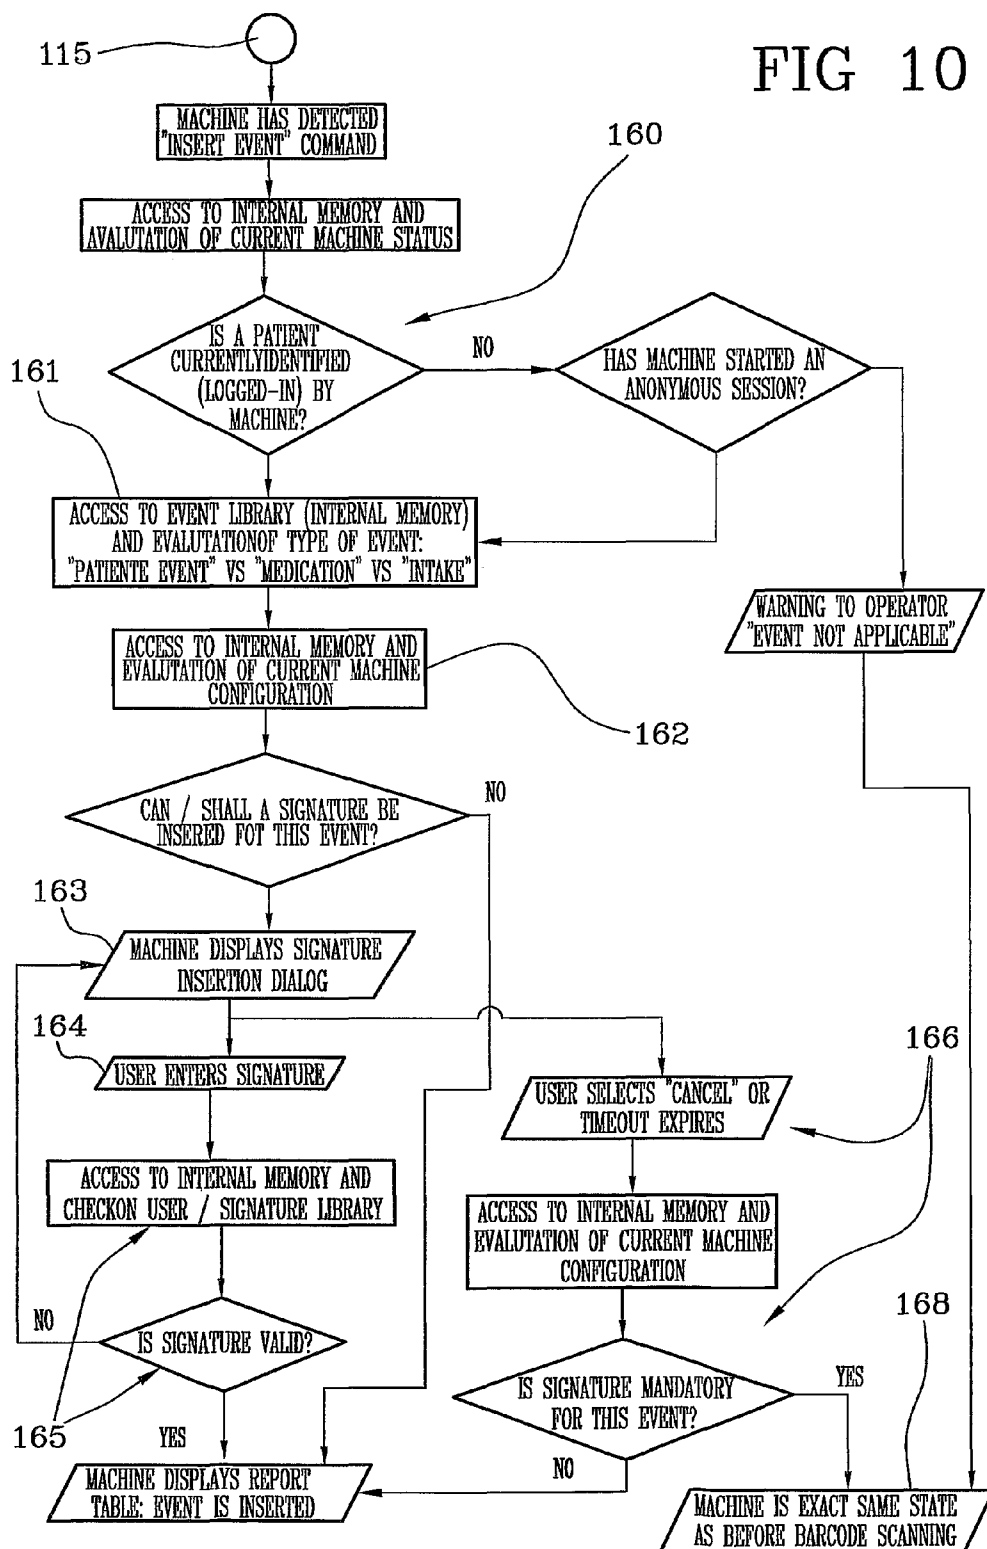 115
FIG 10
MACHINE HAS DETECTED
"INSERT EVENT" COMMAND
160
ACCESS TO INTERNAL MEMORY AND
AVALUTATION OF CURRENT MACHINE STATUS
IS A PATIENT
CURRENTLYIDENTIFIED
(LOGGED-IN) BY
MACHINE?
NO
HAS MACHINE STARTED AN
ANONYMOUS SESSION?
161
ACCESS TO EVENT LIBRARY (INTERNAL MEMORY)
AND EVALUTATIONOF TYPE OF EVENT:
"PATIENTE EVENT" VS "MEDICATION" VS "INTAKE"
WARNING TO OPERATOR
"EVENT NOT APPLICABLE"
ACCESS TO INTERNAL MEMORY AND
EVALUTATION OF CURRENT MACHINE
CONFIGURATION
162
CAN / SHALL A SIGNATURE BE
INSERED FOT THIS EVENT?
NO
163
MACHINE DISPLAYS SIGNATURE
INSERTION DIALOG
164
USER ENTERS SIGNATURE
166
USER SELECTS "CANCEL" OR
TIMEOUT EXPIRES
ACCESS TO INTERNAL MEMORY AND
CHECKON USER / SIGNATURE LIBRARY
ACCESS TO INTERNAL MEMORY AND
EVALUTATION OF CURRENT MACHINE
CONFIGURATION
NO
IS SIGNATURE VALID?
168
IS SIGNATURE MANDATORY
FOR THIS EVENT?
YES
165
YES
NO
MACHINE DISPLAYS REPORT
TABLE: EVENT IS INSERTED
MACHINE IS EXACT SAME STATE
AS BEFORE BARCODE SCANNING